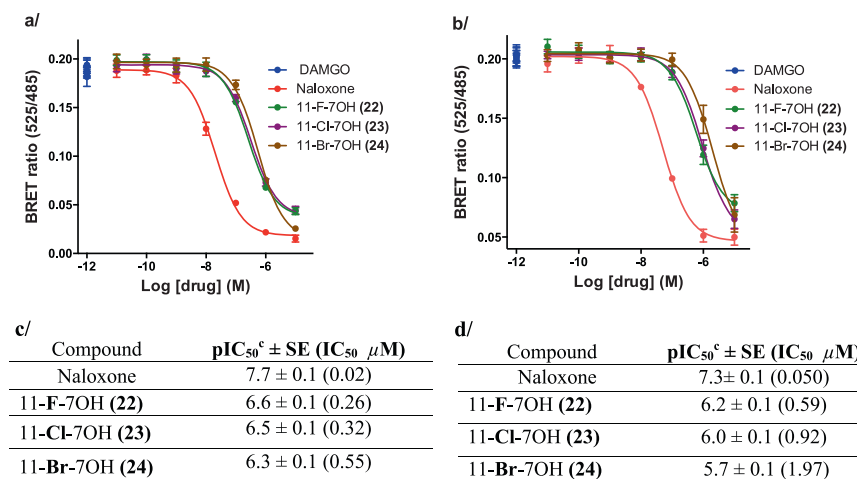 a/
BRET ratio (525/485)
0.20
0.15
0.10
0.05
0.00
-12
-10
-8
-6
Log [drug] (M)
DAMGO
Naloxone
11-F-7OH (22)
11-Cl-7OH (23)
11-Br-7OH (24)
b/
BRET ratio (525/485)
0.20
0.15
0.10
0.05
-12
-10
-8
-6
-4
Log [drug] (M)
DAMGO
Naloxone
11-F-7OH (22)
11-Cl-7OH (23)
11-Br-7OH (24)
c/
Compound pIC50c ± SE (IC50 μM)
Naloxone 7.7 ± 0.1 (0.02)
11-F-7OH (22) 6.6 ± 0.1 (0.26)
11-Cl-7OH (23) 6.5 ± 0.1 (0.32)
11-Br-7OH (24) 6.3 ± 0.1 (0.55)
d/
Compound pIC50c ± SE (IC50 μM)
Naloxone 7.3± 0.1 (0.050)
11-F-7OH (22) 6.2 ± 0.1 (0.59)
11-Cl-7OH (23) 6.0 ± 0.1 (0.92)
11-Br-7OH (24) 5.7 ± 0.1 (1.97)